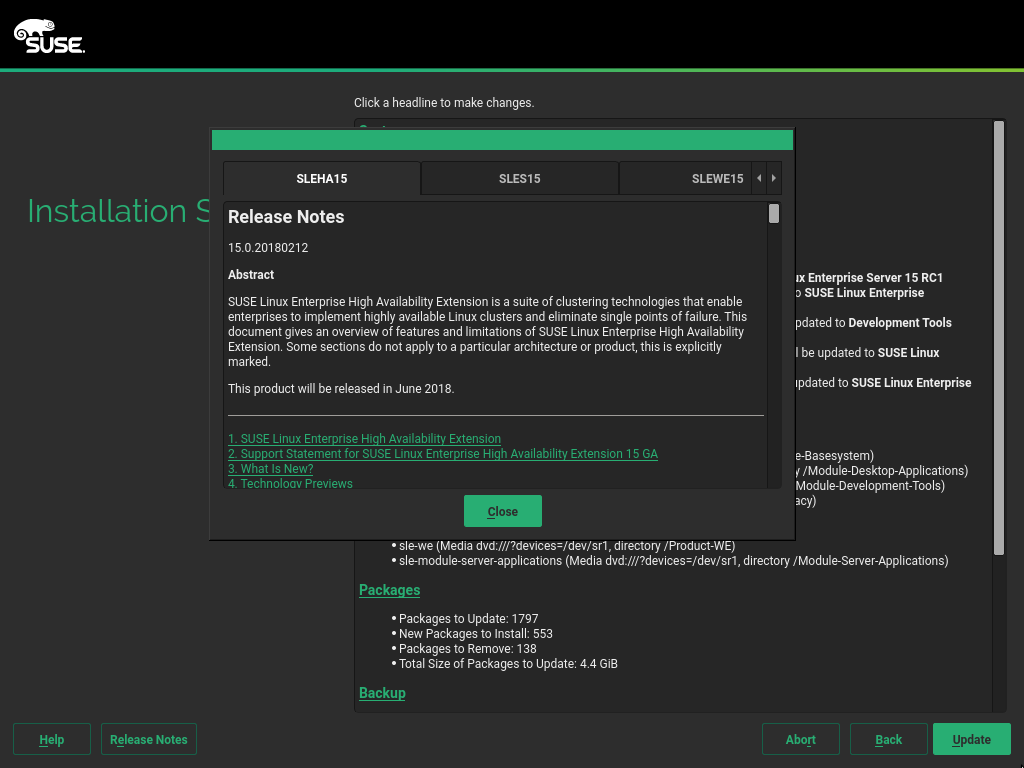 SUSE.
Click a headline to make changes.
Installation S
SLEHA15
SLES15
SLEWE15
Release Notes
15.0.20180212
Abstract
SUSE Linux Enterprise High Availability Extension is a suite of clustering technologies that enable
enterprises to implement highly available Linux clusters and eliminate single points of failure. This
document gives an overview of features and limitations of SUSE Linux Enterprise High Availability
Extension. Some sections do not apply to a particular architecture or product, this is explicitly
marked.
This product will be released in June 2018.
1. SUSE Linux Enterprise High Availability Extension
2. Support Statement for SUSE Linux Enterprise High Availability Extension 15 GA
3. What Is New?
4. Technology Previews
Close
ux Enterprise Server 15 RC1
o SUSE Linux Enterprise
updated to Development Tools
l be updated to SUSE Linux
updated to SUSE Linux Enterprise
e-Basesystem)
y /Module-Desktop-Applications)
Module-Development-Tools)
acy)
• sle-we (Media dvd:///?devices=/dev/sr1, directory /Product-WE)
• sle-module-server-applications (Media dvd:///?devices=/dev/sr1, directory /Module-Server-Applications)
Packages
• Packages to Update: 1797
• New Packages to Install: 553
• Packages to Remove: 138
• Total Size of Packages to Update: 4.4 GiB
Backup
Help
Release Notes
Abort
Back
Update